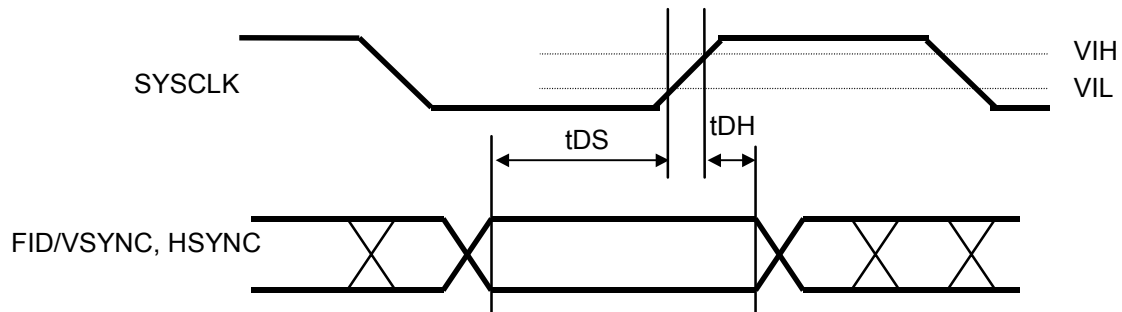 VIH
SYSCLK
VIL
tDH
tDS
FID/VSYNC, HSYNC